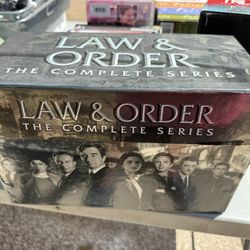 LAW &
ORDER
THE COMPLETE SERIES
LAW & ORDER
THE COMPLETE SERIES